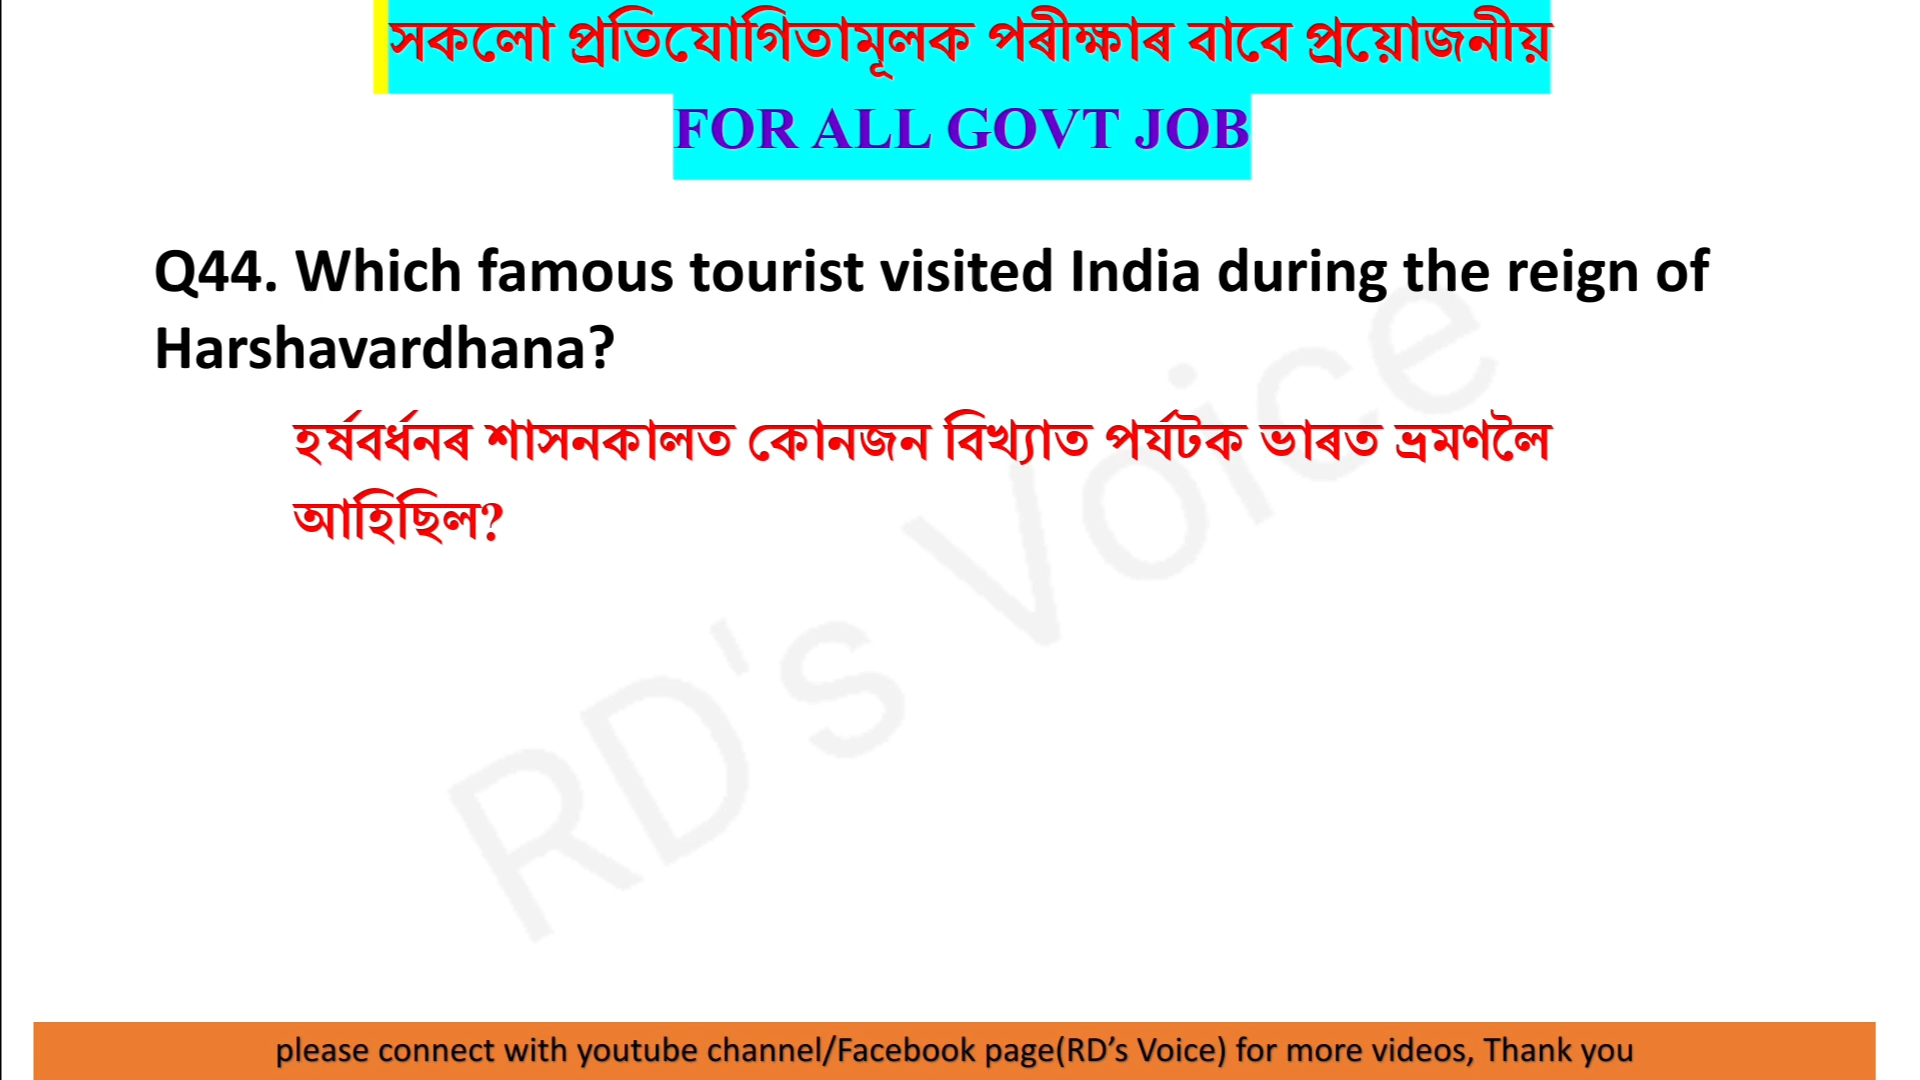 সকলো প্ৰতিযোগিতামূলক পৰীক্ষাৰ বাবে প্ৰয়োজনীয়
FOR ALL GOVT JOB
Q44. Which famous tourist visited India during the reign of
Harshavardhana?
হৰ্ষবৰ্ধনৰ শাসনকালত কোনজন বিখ্যাত পৰ্যটক ভাৰত ভ্ৰমণলৈ
আহিছিল?
RD's Voice
please connect with youtube channel/Facebook page(RD’s Voice) for more videos, Thank you